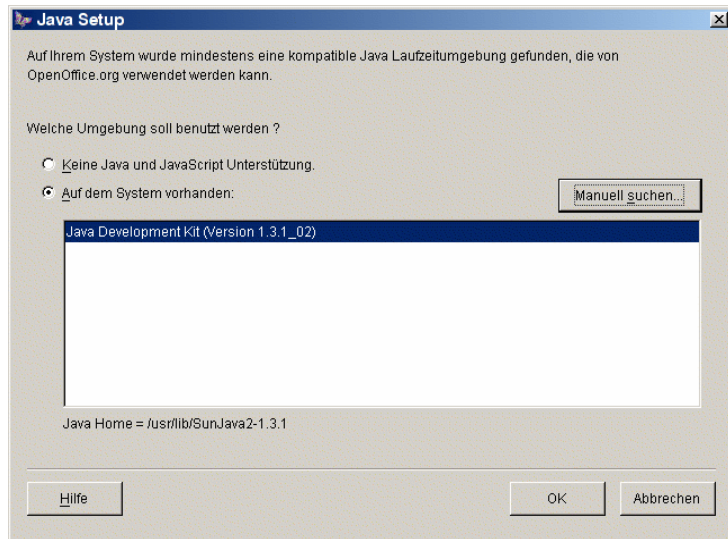 Java Setup
Auf Ihrem System wurde mindestens eine kompatible Java Laufzeitumgebung gefunden, die von
OpenOffice.org verwendet werden kann.
Welche Umgebung soll benutzt werden ?
Keine Java und JavaScript Unterstützung.
Auf dem System vorhanden:
Manuell suchen...
Java Development Kit (Version 1.3.1_02)
Java Home = /usr/lib/SunJava2-1.3.1
Hilfe
OK
Abbrechen